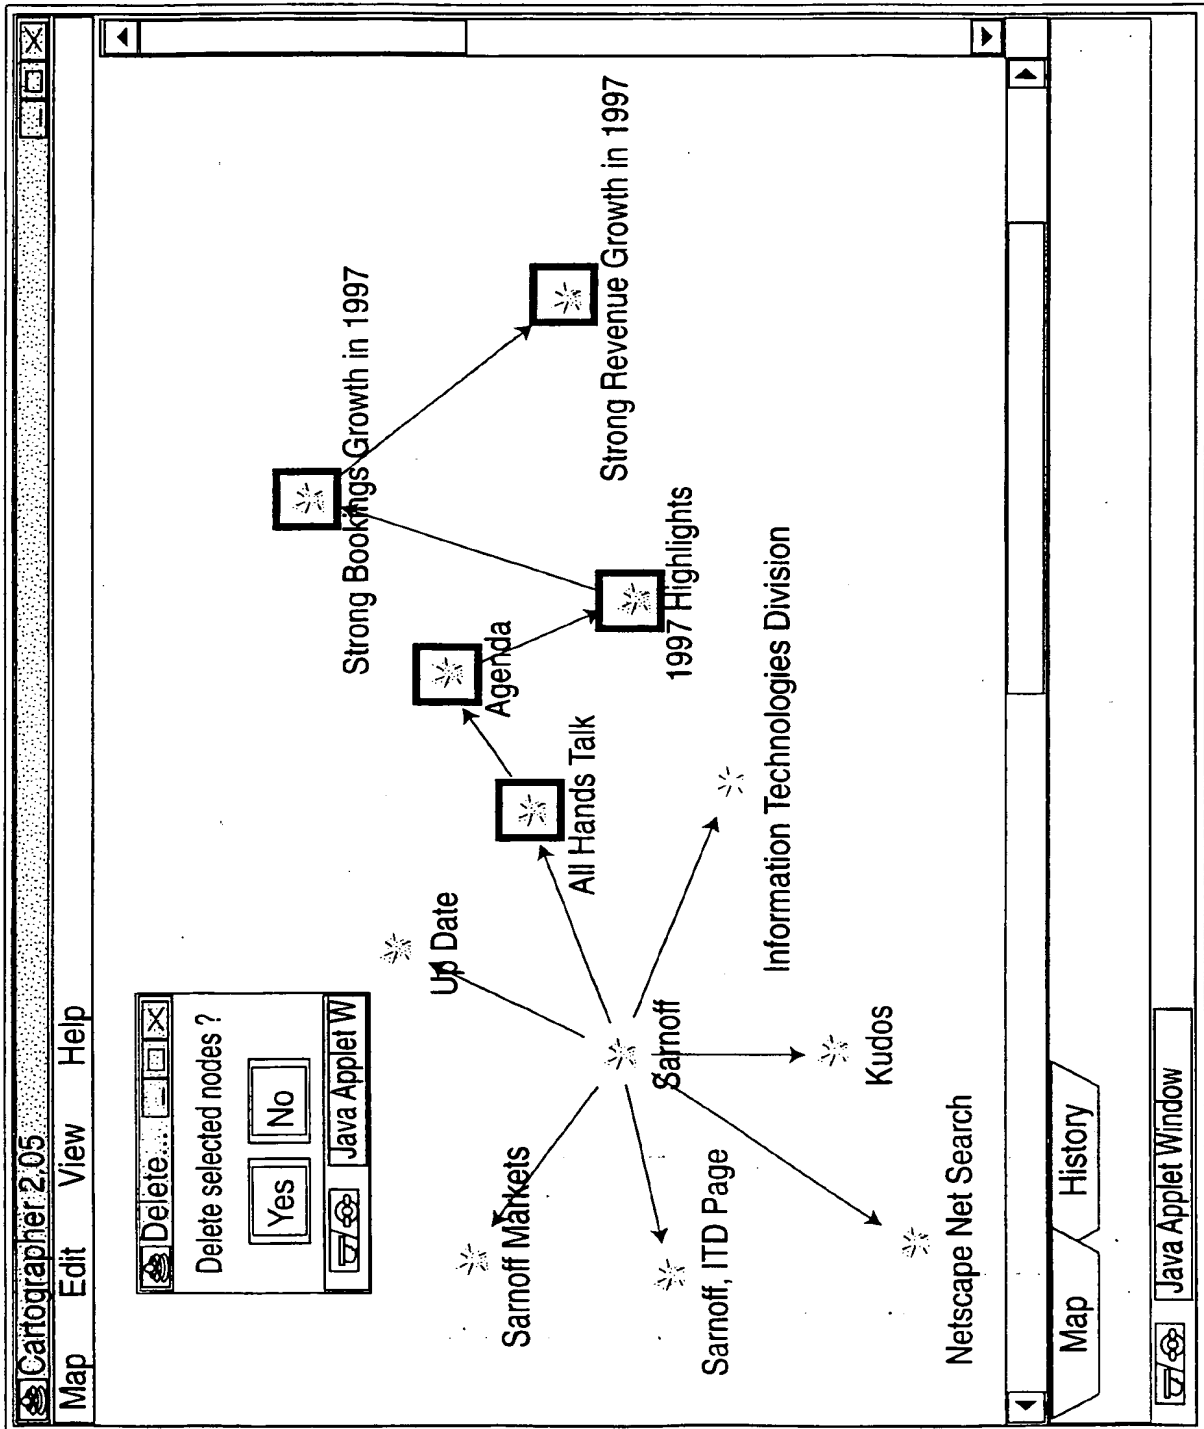 Cartographer 2.05
Map Edit View Help
Delete...
Delete selected nodes ?
Yes No
Java Applet W
Strong Bookings Growth in 1997
Up Date
Agenda
Sarnoff Markets
All Hands Talk
Strong Revenue Growth in 1997
Sarnoff
1997 Highlights
Sarnoff, ITD Page
Information Technologies Division
Kudos
Netscape Net Search
Map History
Java Applet Window